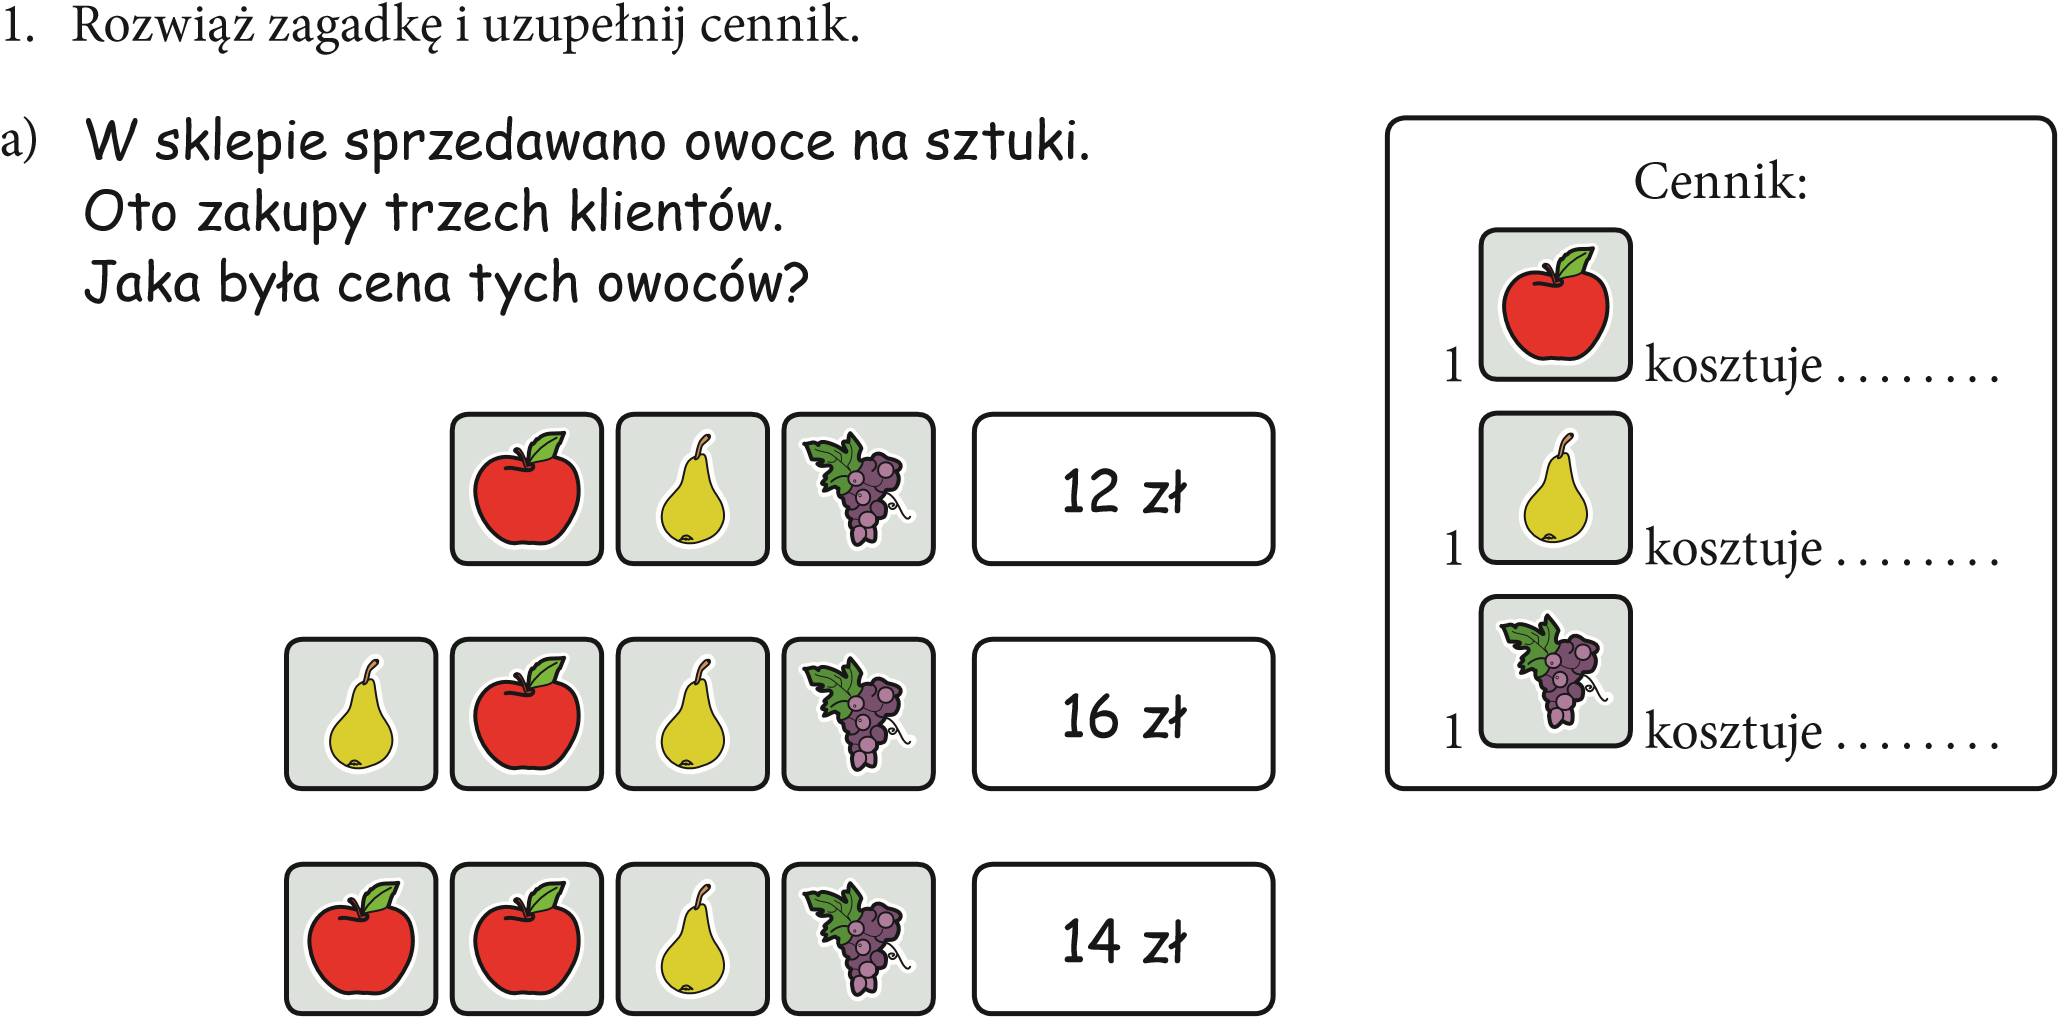 1. Rozwiąż zagadkę i uzupełnij cennik.
a) W sklepie sprzedawano owoce na sztuki.
Oto zakupy trzech klientów.
Jaka była cena tych owoców?
12 zł
16 zł
14 zł
Cennik:
1 kosztuje ........
1 kosztuje ........
1 kosztuje ........